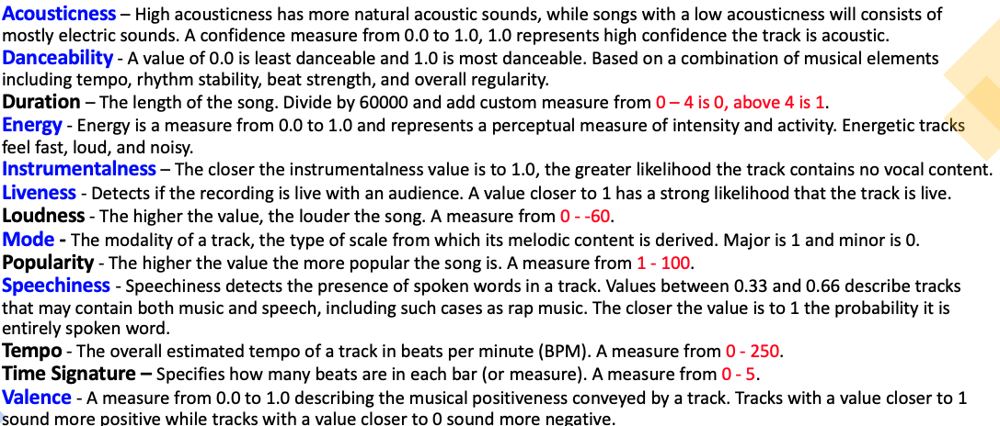 Acousticness – High acousticness has more natural acoustic sounds, while songs with a low acousticness will consists of
mostly electric sounds. A confidence measure from 0.0 to 1.0, 1.0 represents high confidence the track is acoustic.
Danceability - A value of 0.0 is least danceable and 1.0 is most danceable. Based on a combination of musical elements
including tempo, rhythm stability, beat strength, and overall regularity.
Duration – The length of the song. Divide by 60000 and add custom measure from 0 – 4 is 0, above 4 is 1.
Energy - Energy is a measure from 0.0 to 1.0 and represents a perceptual measure of intensity and activity. Energetic tracks
feel fast, loud, and noisy.
Instrumentalness – The closer the instrumentalness value is to 1.0, the greater likelihood the track contains no vocal content.
Liveness - Detects if the recording is live with an audience. A value closer to 1 has a strong likelihood that the track is live.
Loudness - The higher the value, the louder the song. A measure from 0 - -60.
Mode - The modality of a track, the type of scale from which its melodic content is derived. Major is 1 and minor is 0.
Popularity - The higher the value the more popular the song is. A measure from 1 - 100.
Speechiness - Speechiness detects the presence of spoken words in a track. Values between 0.33 and 0.66 describe tracks
that may contain both music and speech, including such cases as rap music. The closer the value is to 1 the probability it is
entirely spoken word.
Tempo - The overall estimated tempo of a track in beats per minute (BPM). A measure from 0 - 250.
Time Signature – Specifies how many beats are in each bar (or measure). A measure from 0 - 5.
Valence - A measure from 0.0 to 1.0 describing the musical positiveness conveyed by a track. Tracks with a value closer to 1
sound more positive while tracks with a value closer to 0 sound more negative.